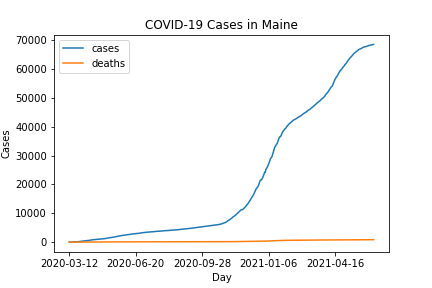 COVID-19 Cases in Maine
cases
deaths
70000
60000
50000
40000
30000
20000
10000
0
Cases
2020-03-12 2020-06-20 2020-09-28 2021-01-06 2021-04-16
Day